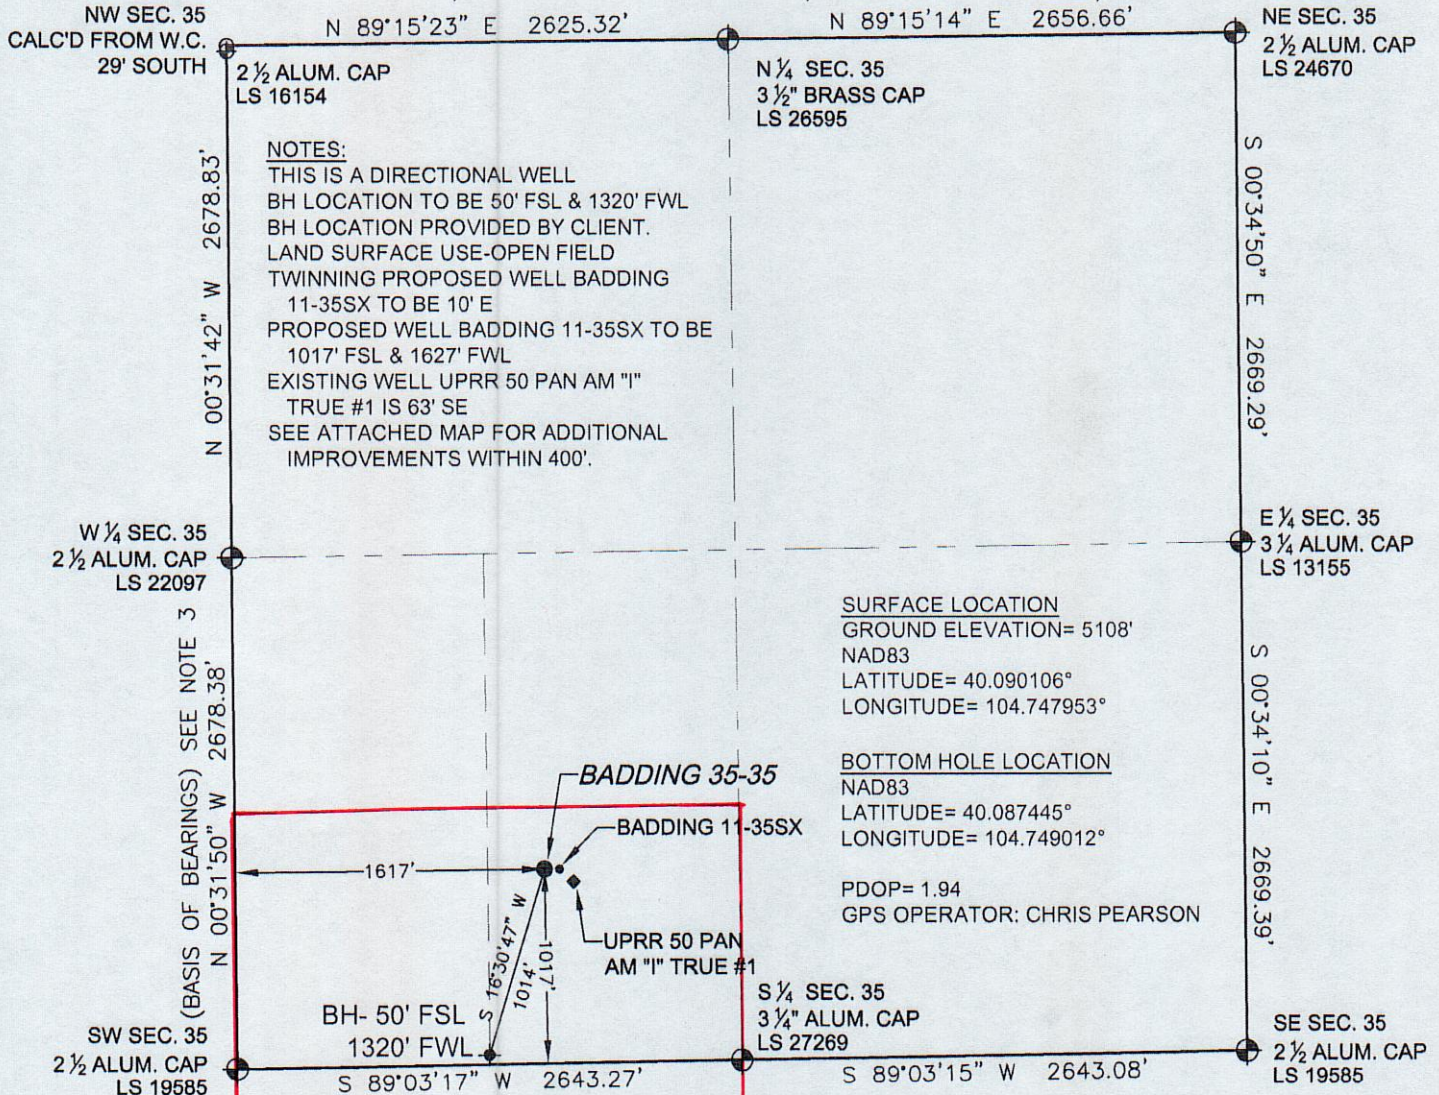 NW SEC. 35
CALC'D FROM W.C.
29' SOUTH
2 ½ ALUM. CAP
LS 16154
N 89°15'23" E 2625.32'
N 89°15'14" E 2656.66'
N ¼ SEC. 35
3 ½" BRASS CAP
LS 26595
NE SEC. 35
2 ½ ALUM. CAP
LS 24670
NOTES:
THIS IS A DIRECTIONAL WELL
BH LOCATION TO BE 50' FSL & 1320' FWL
BH LOCATION PROVIDED BY CLIENT.
LAND SURFACE USE-OPEN FIELD
TWINNING PROPOSED WELL BADDING
11-35SX TO BE 10' E
PROPOSED WELL BADDING 11-35SX TO BE
1017' FSL & 1627' FWL
EXISTING WELL UPRR 50 PAN AM "I"
TRUE #1 IS 63' SE
SEE ATTACHED MAP FOR ADDITIONAL
IMPROVEMENTS WITHIN 400'.
N 00°31'42" W 2678.83'
S 00°34'50" E 2669.29'
W ¼ SEC. 35
2 ½ ALUM. CAP
LS 22097
E ¼ SEC. 35
3 ¼ ALUM. CAP
LS 13155
(BASIS OF BEARINGS) SEE NOTE 3
N 00°31'50" W 2678.38'
SURFACE LOCATION
GROUND ELEVATION= 5108'
NAD83
LATITUDE= 40.090106°
LONGITUDE= 104.747953°
BOTTOM HOLE LOCATION
NAD83
LATITUDE= 40.087445°
LONGITUDE= 104.749012°
PDOP= 1.94
GPS OPERATOR: CHRIS PEARSON
S 00°34'10" E 2669.39'
BADDING 35-35
BADDING 11-35SX
1617'
UPRR 50 PAN
AM "I" TRUE #1
S 16°30'47" W
1014'
1017'
BH- 50' FSL
1320' FWL
SW SEC. 35
2 ½ ALUM. CAP
LS 19585
S 89°03'17" W 2643.27'
S ¼ SEC. 35
3 ¼" ALUM. CAP
LS 27269
S 89°03'15" W 2643.08'
SE SEC. 35
2 ½ ALUM. CAP
LS 19585